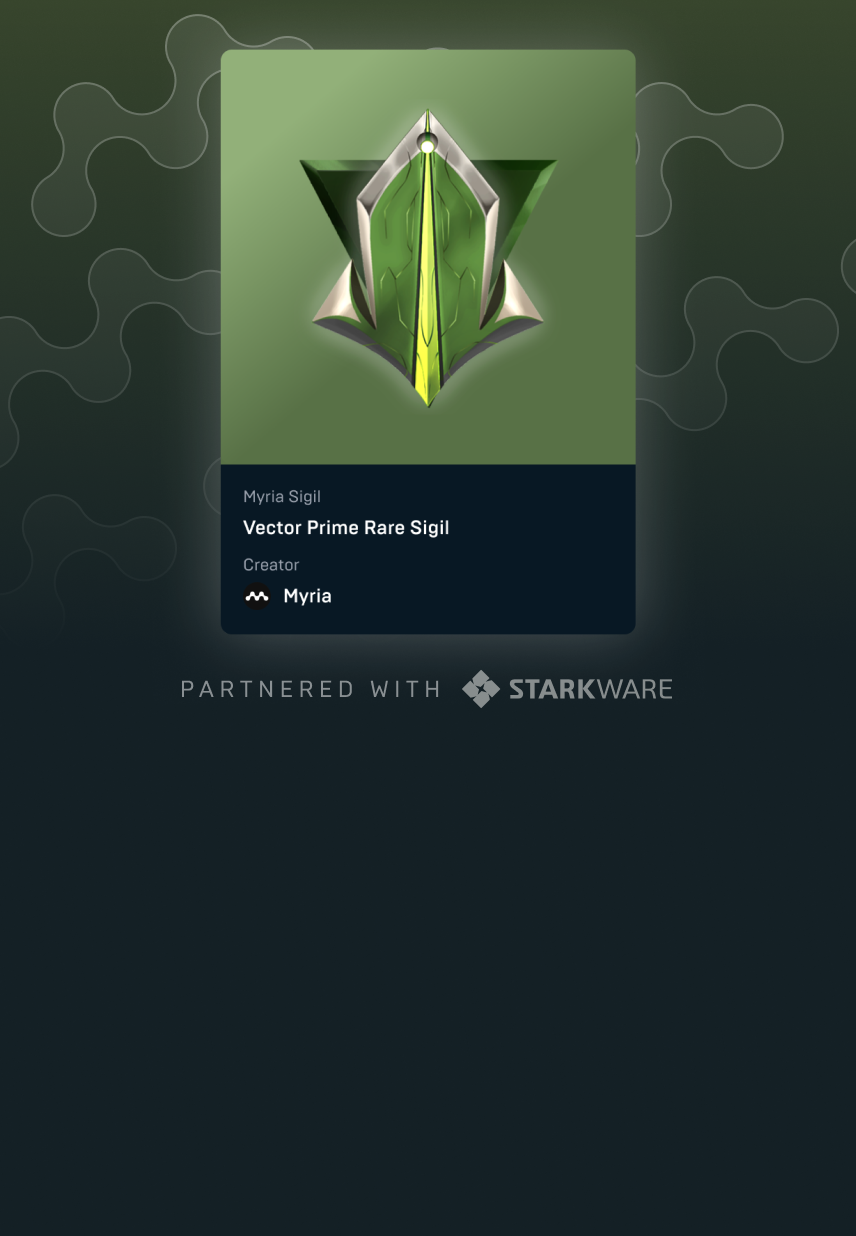 Myria Sigil
Vector Prime Rare Sigil
Creator
Myria
PARTNERED WITH STARKWARE